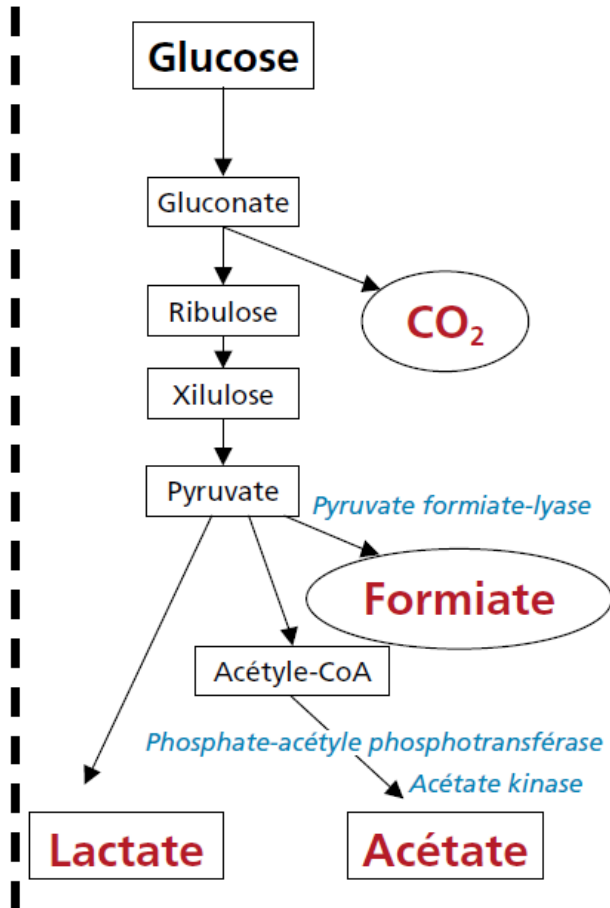 Glucose
Gluconate
CO₂
Ribulose
Xilulose
Pyruvate
Pyruvate formiate-lyase
Formiate
Acétyle-CoA
Phosphate-acétyle phosphotransférase
Acétate kinase
Lactate
Acétate